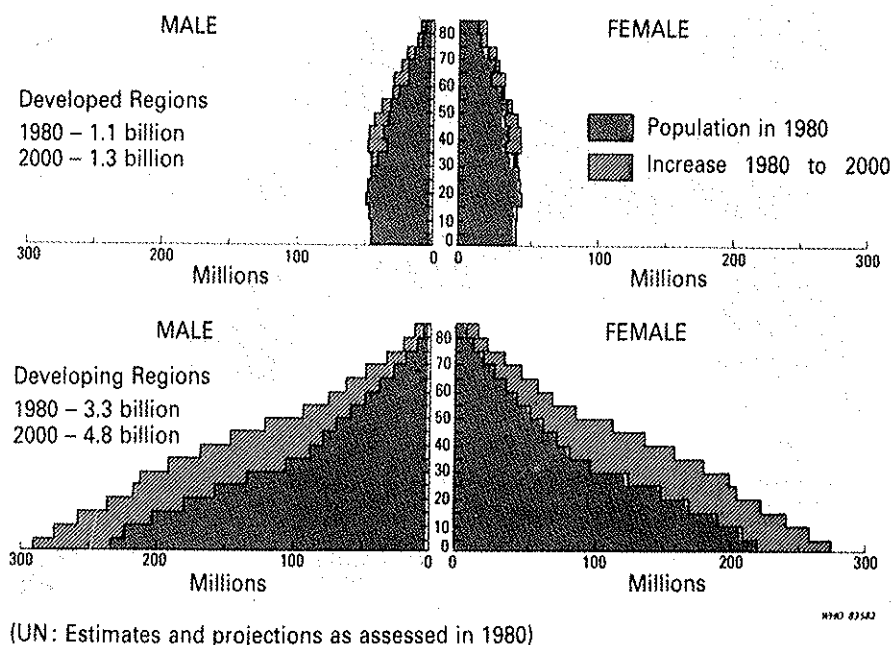 MALE
FEMALE
Developed Regions
1980 – 1.1 billion
2000 – 1.3 billion
Population in 1980
Increase 1980 to 2000
80
70
60
50
40
30
20
10
0
300 200 100 0 0 100 200 300
Millions Millions
MALE
FEMALE
Developing Regions
1980 – 3.3 billion
2000 – 4.8 billion
80
70
60
50
40
30
20
10
0
300 200 100 0 0 100 200 300
Millions Millions
WHO 83582
(UN: Estimates and projections as assessed in 1980)